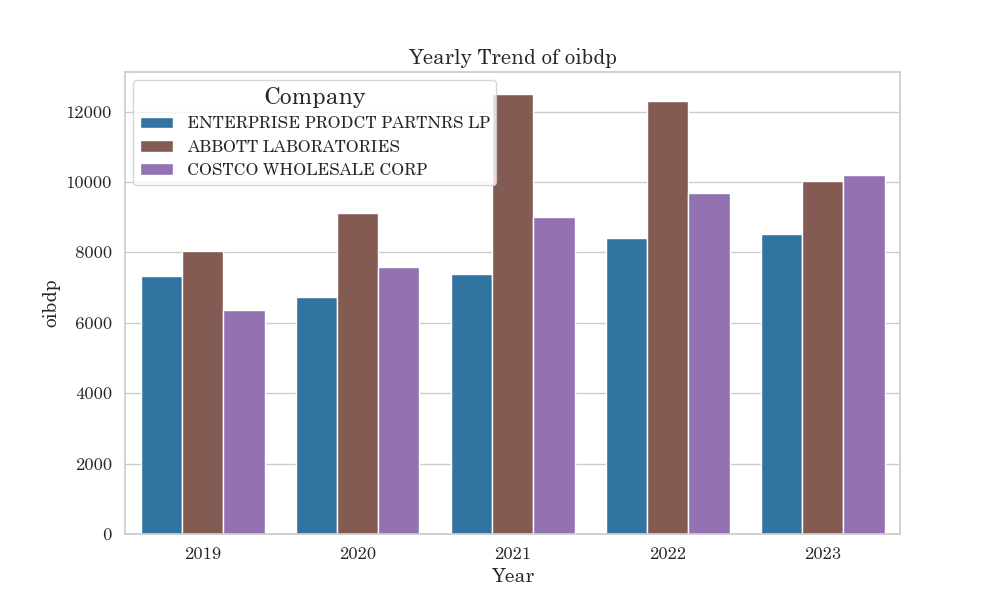 Yearly Trend of oibdp
Company
ENTERPRISE PRODCT PARTNRS LP
ABBOTT LABORATORIES
COSTCO WHOLESALE CORP
12000
10000
8000
6000
4000
2000
0
oibdp
2019 2020 2021 2022 2023
Year